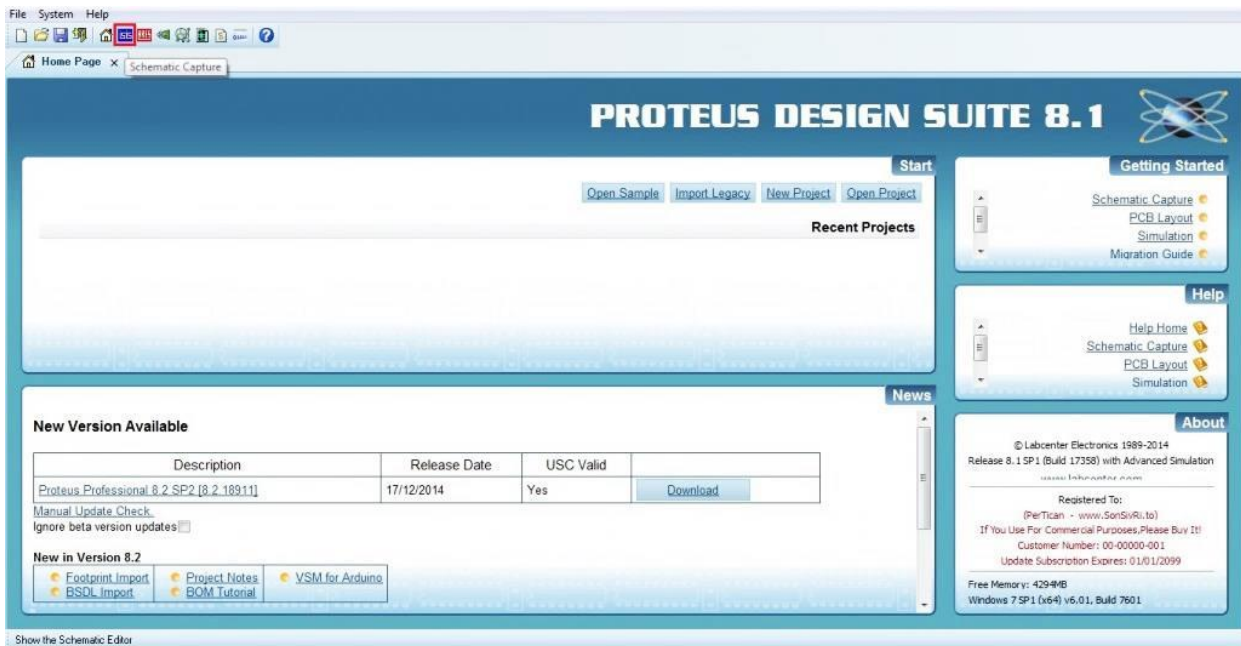 File System Help
Home Page x
Schematic Capture
PROTEUS DESIGN SUITE 8.1
Start
Open Sample Import Legacy New Project Open Project
Recent Projects
Getting Started
Schematic Capture
PCB Layout
Simulation
Migration Guide
Help
Help Home
Schematic Capture
PCB Layout
Simulation
News
New Version Available
Description Release Date USC Valid
Proteus Professional 8.2 SP2 [8.2.18911] 17/12/2014 Yes Download
Manual Update Check.
Ignore beta version updates
New in Version 8.2
Footprint Import Project Notes VSM for Arduino
BSDL Import BOM Tutorial
About
© Labcenter Electronics 1989-2014
Release 8.1 SP1 (Build 17358) with Advanced Simulation
www.labcenter.com
Registered To:
(PerTican - www.SonSivRi.to)
If You Use For Commercial Purposes,Please Buy It!
Customer Number: 00-00000-001
Update Subscription Expires: 01/01/2099
Free Memory: 4294MB
Windows 7 SP1 (x64) v6.01, Build 7601
Show the Schematic Editor